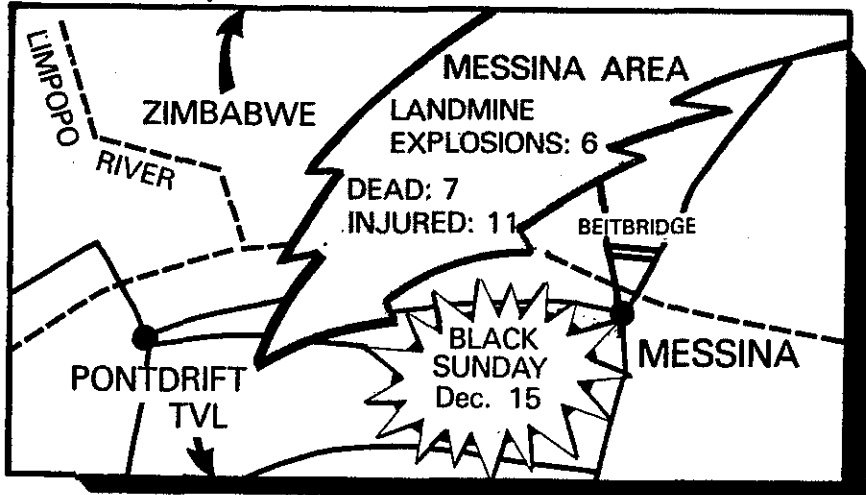 LIMPOPO
RIVER
ZIMBABWE
MESSINA AREA
LANDMINE
EXPLOSIONS: 6
DEAD: 7
INJURED: 11
BEITBRIDGE
BLACK
SUNDAY
Dec. 15
MESSINA
PONTDRIFT
TVL